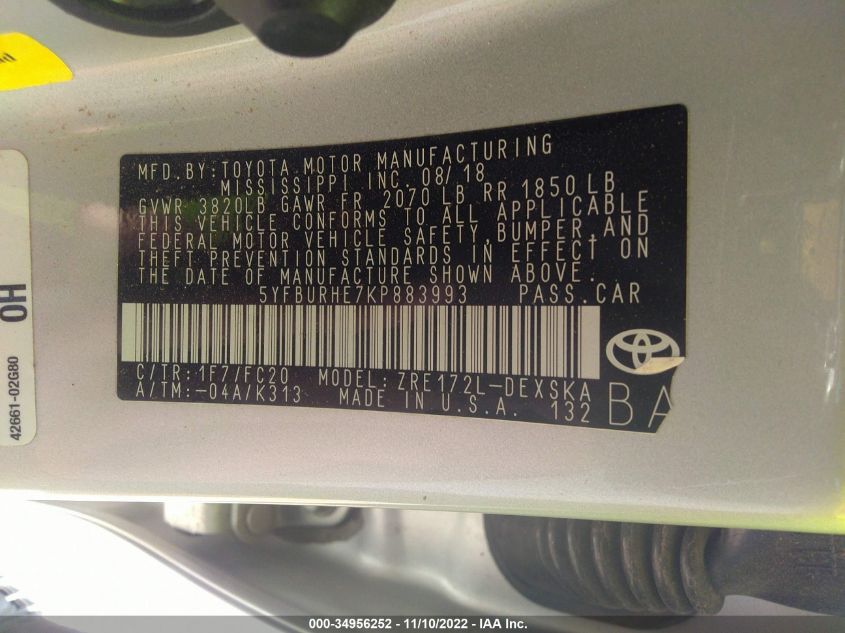 MFD. BY: TOYOTA MOTOR MANUFACTURING
MISSISSIPPI INC. 08/18
GVWR 3820LB GAWR FR 2070 LB RR 1850 LB
THIS VEHICLE CONFORMS TO ALL APPLICABLE
FEDERAL MOTOR VEHICLE SAFETY, BUMPER, AND
THEFT PREVENTION STANDARDS IN EFFECT ON
THE DATE OF MANUFACTURE SHOWN ABOVE.
5YFBURHE7KP883993 PASS.CAR
C/TR: 1F7/FC20 MODEL: ZRE172L-DEXSKA
A/TM: -04A/K313 MADE IN U.S.A. 132
BA
OH
42661-02G80
000-34956252 - 11/10/2022 - IAA Inc.